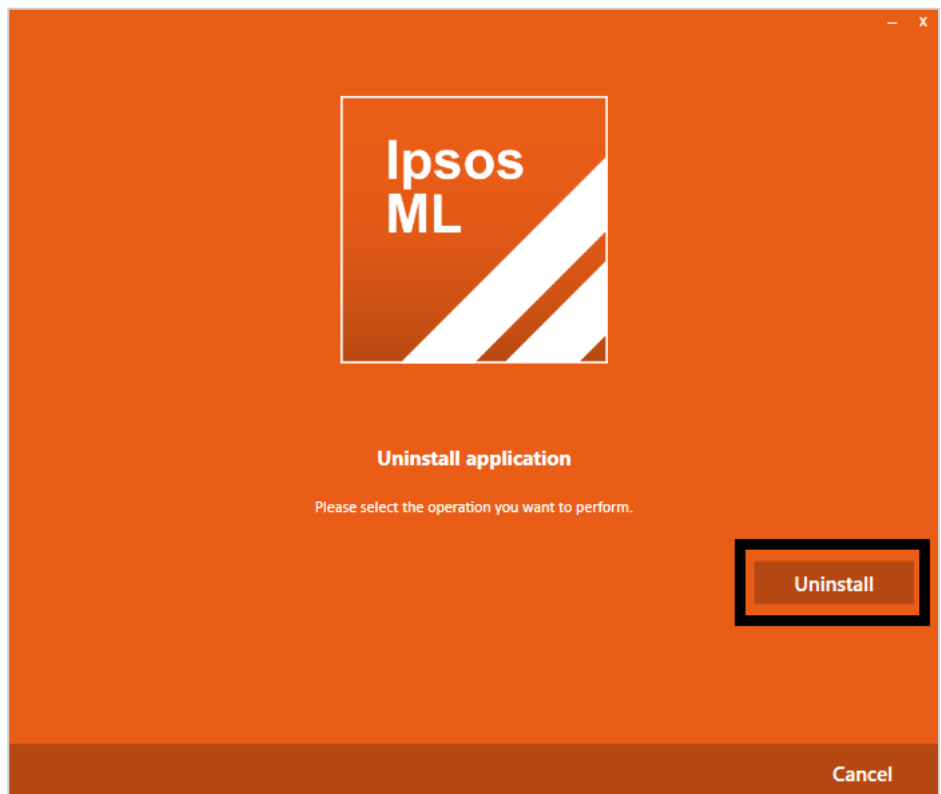 – x
Ipsos
ML
Uninstall application
Please select the operation you want to perform.
Uninstall
Cancel